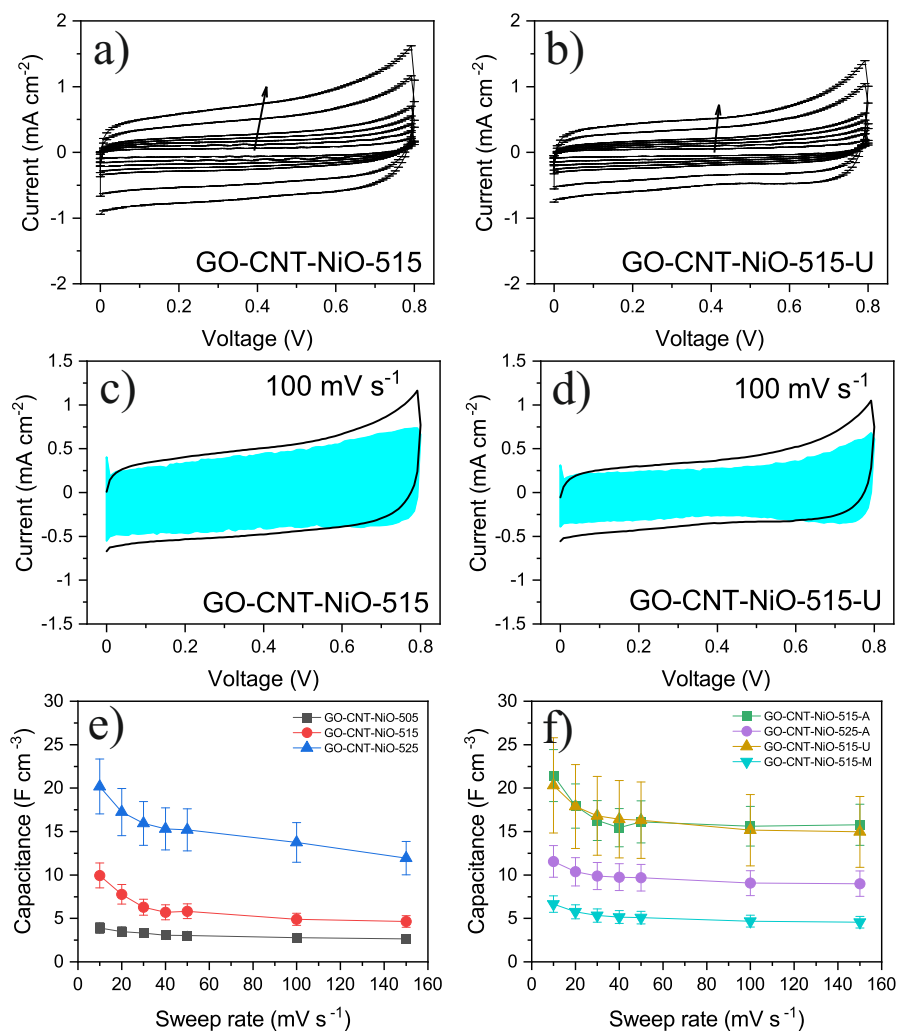 a)
Current (mA cm⁻²)
2
1
0
-1
-2
GO-CNT-NiO-515
0 0.2 0.4 0.6 0.8
Voltage (V)
b)
Current (mA cm⁻²)
2
1
0
-1
-2
GO-CNT-NiO-515-U
0 0.2 0.4 0.6 0.8
Voltage (V)
c)
100 mV s⁻¹
Current (mA cm⁻²)
1.5
1
0.5
0
-0.5
-1
-1.5
GO-CNT-NiO-515
0 0.2 0.4 0.6 0.8
Voltage (V)
d)
100 mV s⁻¹
Current (mA cm⁻²)
1.5
1
0.5
0
-0.5
-1
-1.5
GO-CNT-NiO-515-U
0 0.2 0.4 0.6 0.8
Voltage (V)
e)
GO-CNT-NiO-505
GO-CNT-NiO-515
GO-CNT-NiO-525
Capacitance (F cm⁻³)
30
25
20
15
10
5
0
0 20 40 60 80 100 120 140 160
Sweep rate (mV s⁻¹)
f)
GO-CNT-NiO-515-A
GO-CNT-NiO-525-A
GO-CNT-NiO-515-U
GO-CNT-NiO-515-M
Capacitance (F cm⁻³)
30
25
20
15
10
5
0
0 20 40 60 80 100 120 140 160
Sweep rate (mV s⁻¹)